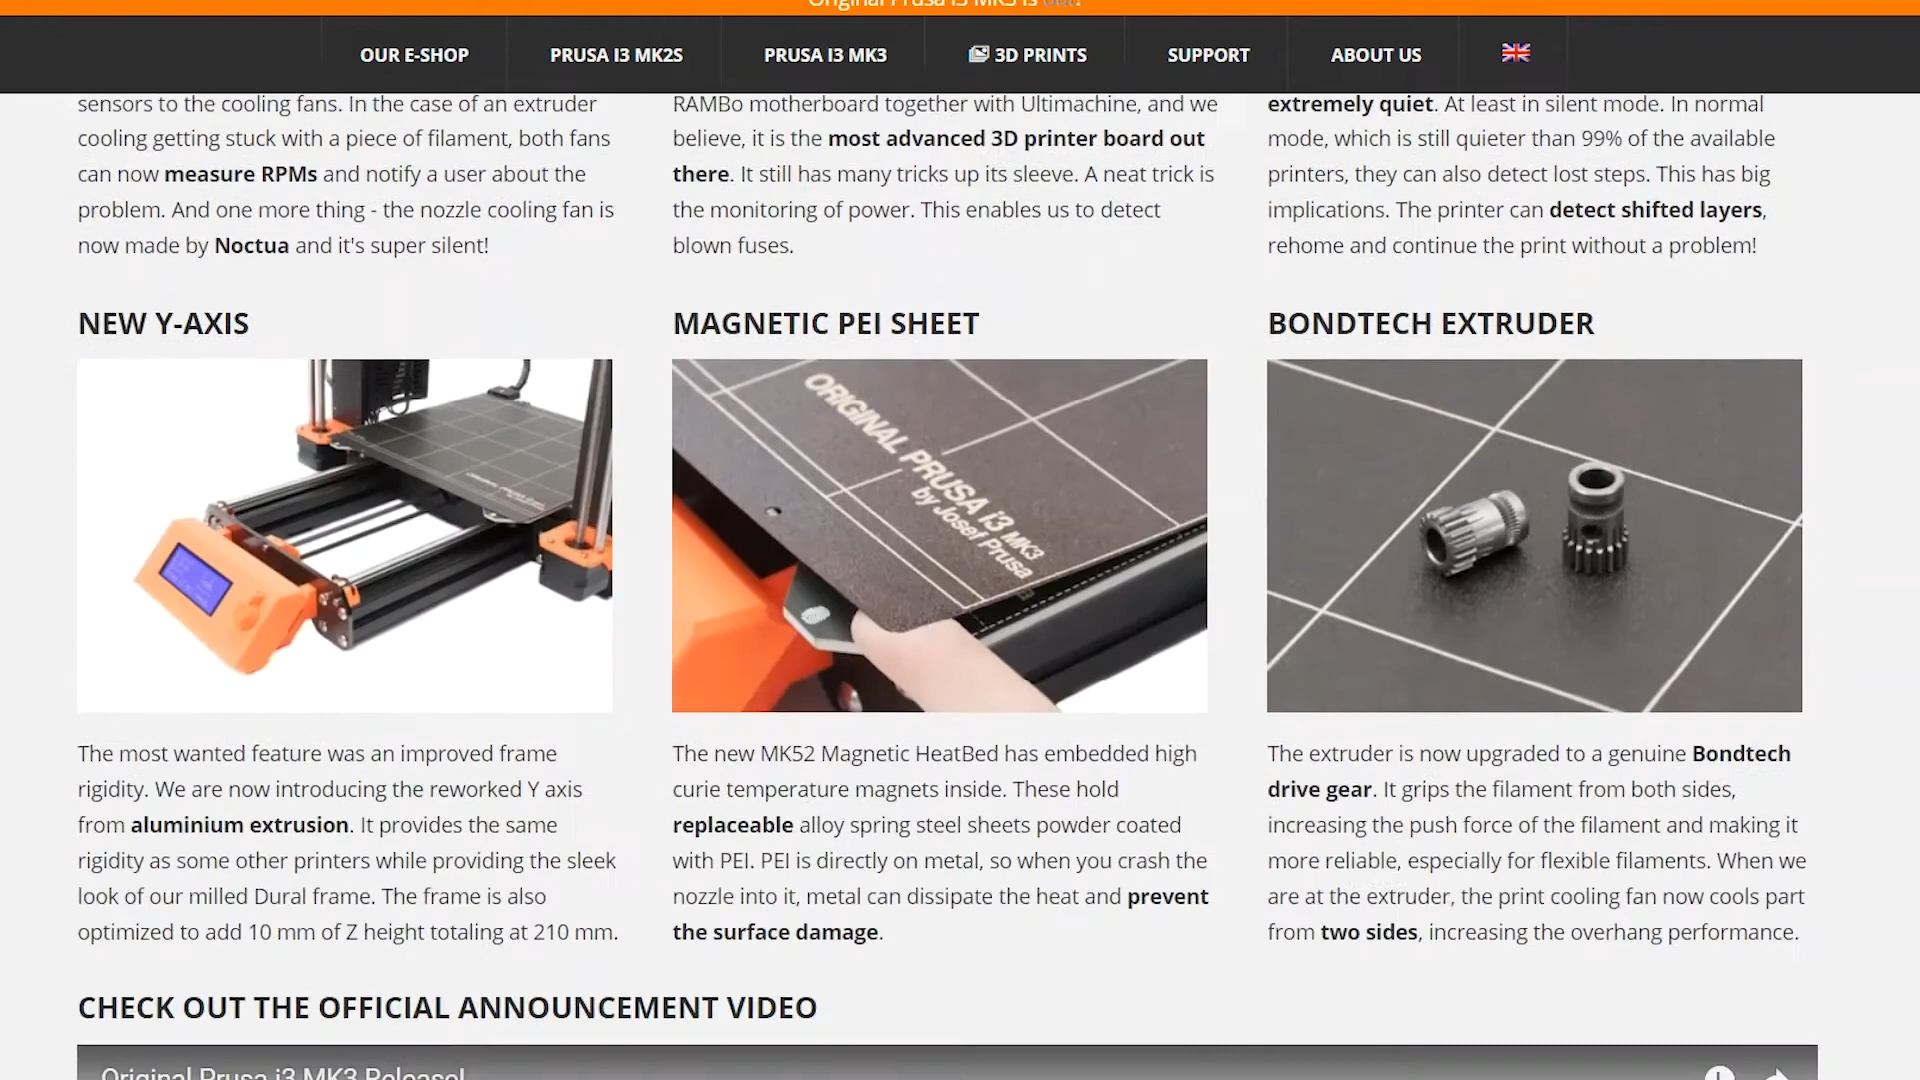 Original Prusa i3 MK3 is out!
OUR E-SHOP
PRUSA I3 MK2S
PRUSA I3 MK3
3D PRINTS
SUPPORT
ABOUT US
sensors to the cooling fans. In the case of an extruder
cooling getting stuck with a piece of filament, both fans
can now measure RPMs and notify a user about the
problem. And one more thing - the nozzle cooling fan is
now made by Noctua and it's super silent!
RAMBo motherboard together with Ultimachine, and we
believe, it is the most advanced 3D printer board out
there. It still has many tricks up its sleeve. A neat trick is
the monitoring of power. This enables us to detect
blown fuses.
extremely quiet. At least in silent mode. In normal
mode, which is still quieter than 99% of the available
printers, they can also detect lost steps. This has big
implications. The printer can detect shifted layers,
rehome and continue the print without a problem!
NEW Y-AXIS
The most wanted feature was an improved frame
rigidity. We are now introducing the reworked Y axis
from aluminium extrusion. It provides the same
rigidity as some other printers while providing the sleek
look of our milled Dural frame. The frame is also
optimized to add 10 mm of Z height totaling at 210 mm.
MAGNETIC PEI SHEET
ORIGINAL PRUSA i3 MK3
by Josef Prusa
The new MK52 Magnetic HeatBed has embedded high
curie temperature magnets inside. These hold
replaceable alloy spring steel sheets powder coated
with PEI. PEI is directly on metal, so when you crash the
nozzle into it, metal can dissipate the heat and prevent
the surface damage.
BONDTECH EXTRUDER
The extruder is now upgraded to a genuine Bondtech
drive gear. It grips the filament from both sides,
increasing the push force of the filament and making it
more reliable, especially for flexible filaments. When we
are at the extruder, the print cooling fan now cools part
from two sides, increasing the overhang performance.
CHECK OUT THE OFFICIAL ANNOUNCEMENT VIDEO
Original Prusa i3 MK3 Release!